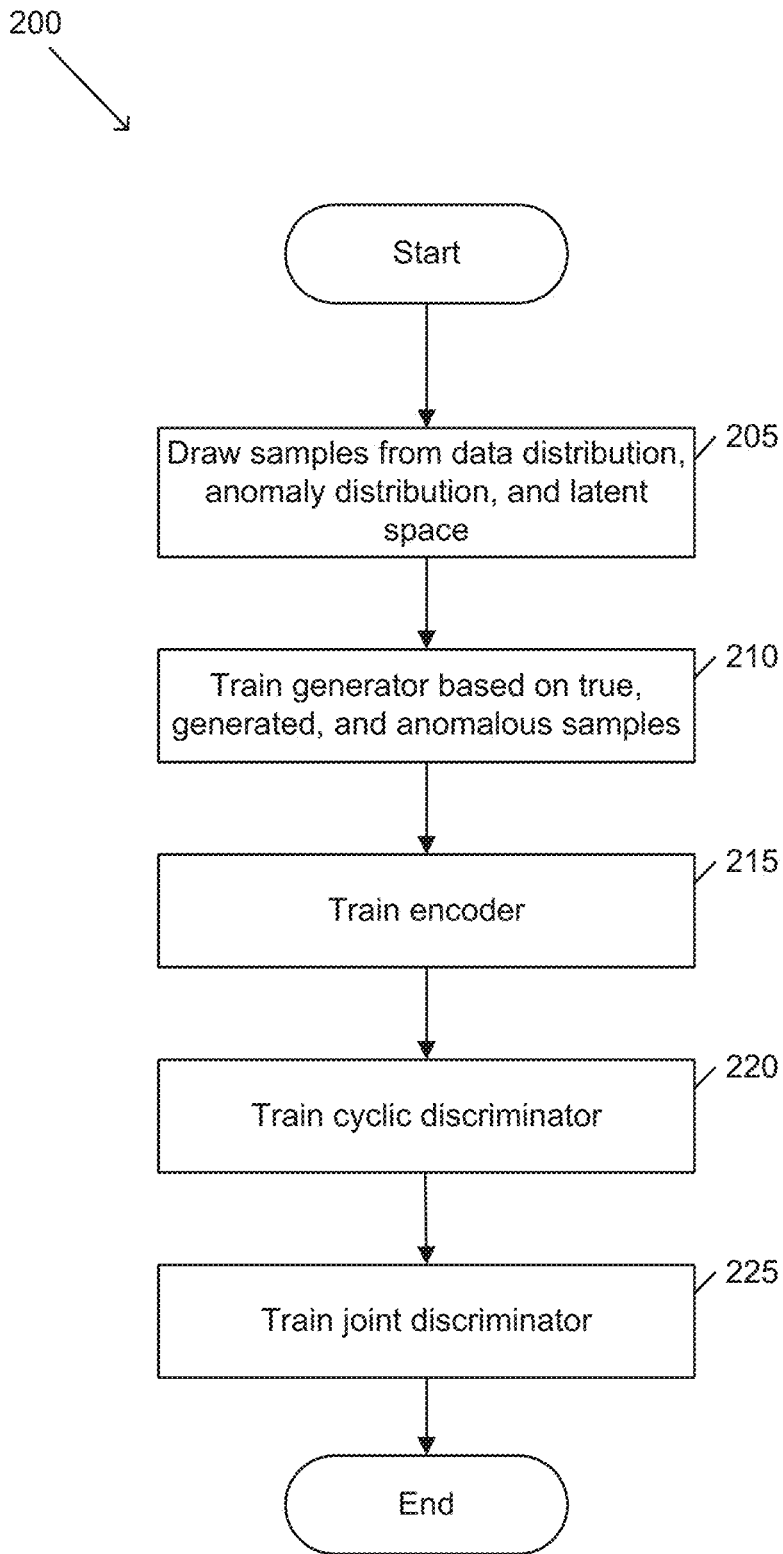 200
Start
205
Draw samples from data distribution,
anomaly distribution, and latent
space
210
Train generator based on true,
generated, and anomalous samples
215
Train encoder
220
Train cyclic discriminator
225
Train joint discriminator
End